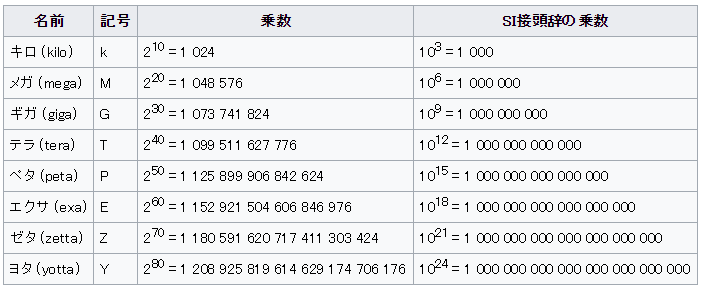 名前 記号 乗数 SI接頭辞の乗数
キロ(kilo) k 2^10 = 1 024 10^3 = 1 000
メガ(mega) M 2^20 = 1 048 576 10^6 = 1 000 000
ギガ(giga) G 2^30 = 1 073 741 824 10^9 = 1 000 000 000
テラ(tera) T 2^40 = 1 099 511 627 776 10^12 = 1 000 000 000 000
ペタ(peta) P 2^50 = 1 125 899 906 842 624 10^15 = 1 000 000 000 000 000
エクサ(exa) E 2^60 = 1 152 921 504 606 846 976 10^18 = 1 000 000 000 000 000 000
ゼタ(zetta) Z 2^70 = 1 180 591 620 717 411 303 424 10^21 = 1 000 000 000 000 000 000 000
ヨタ(yotta) Y 2^80 = 1 208 925 819 614 629 174 706 176 10^24 = 1 000 000 000 000 000 000 000 000